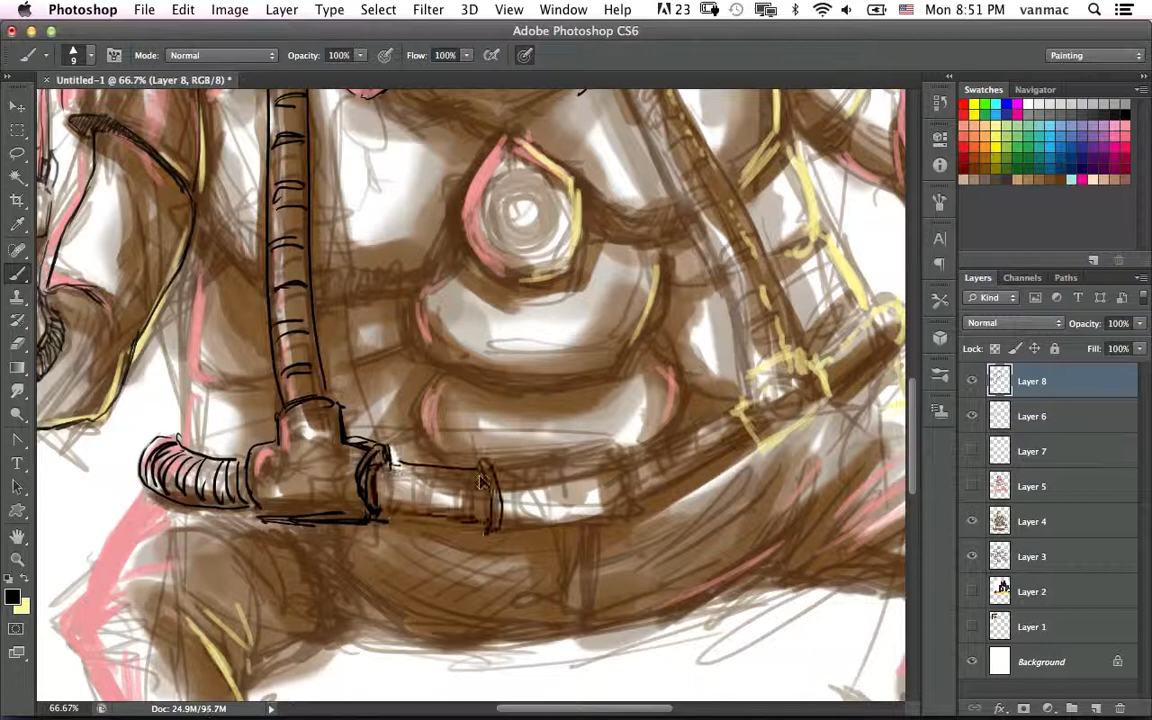 Photoshop File Edit Image Layer Type Select Filter 3D View Window Help 23 Mon 8:51 PM vanmac
Adobe Photoshop CS6
9 Mode: Normal Opacity: 100% Flow: 100% Painting
× Untitled-1 @ 66.7% (Layer 8, RGB/8) *
Swatches Navigator
Layers Channels Paths
Kind
Normal Opacity: 100%
Lock: Fill: 100%
Layer 8
Layer 6
Layer 7
Layer 5
Layer 4
Layer 3
Layer 2
Layer 1
Background
66.67% Doc: 24.9M/95.7M